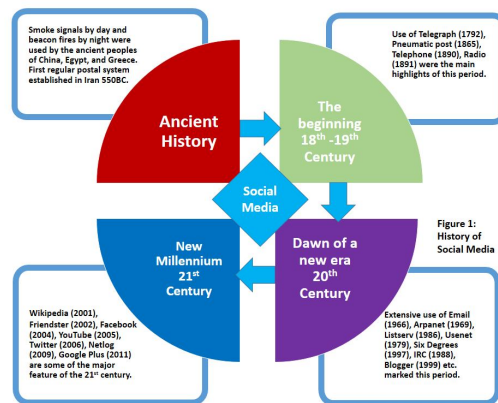 Smoke signals by day and
beacon fires by night were
used by the ancient peoples
of China, Egypt, and Greece.
First regular postal system
established in Iran 550BC.
Use of Telegraph (1792),
Pneumatic post (1865),
Telephone (1890), Radio
(1891) were the main
highlights of this period.
Ancient
History
The
beginning
18th -19th
Century
Social
Media
New
Millennium
21st
Century
Dawn of a
new era
20th
Century
Figure 1:
History of
Social Media
Wikipedia (2001),
Friendster (2002), Facebook
(2004), YouTube (2005),
Twitter (2006), Netlog
(2009), Google Plus (2011)
are some of the major
feature of the 21st century.
Extensive use of Email
(1966), Arpanet (1969),
Listserv (1986), Usenet
(1979), Six Degrees
(1997), IRC (1988),
Blogger (1999) etc.
marked this period.